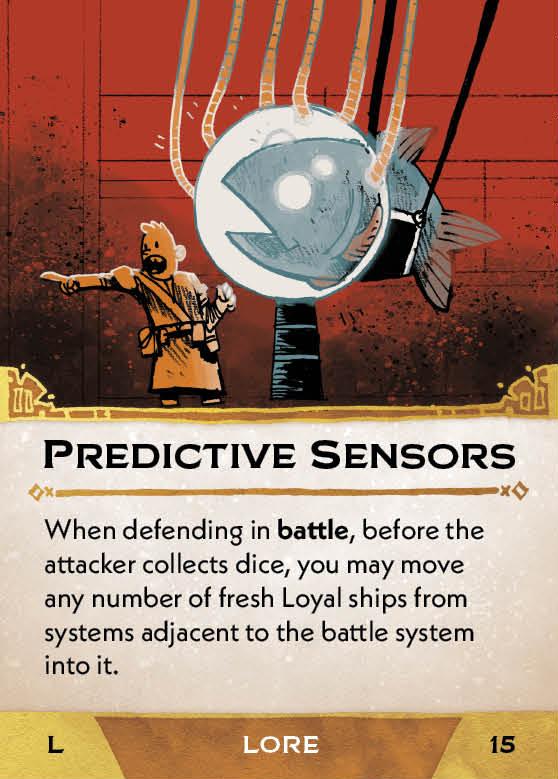 PREDICTIVE SENSORS
When defending in battle, before the
attacker collects dice, you may move
any number of fresh Loyal ships from
systems adjacent to the battle system
into it.
L LORE 15